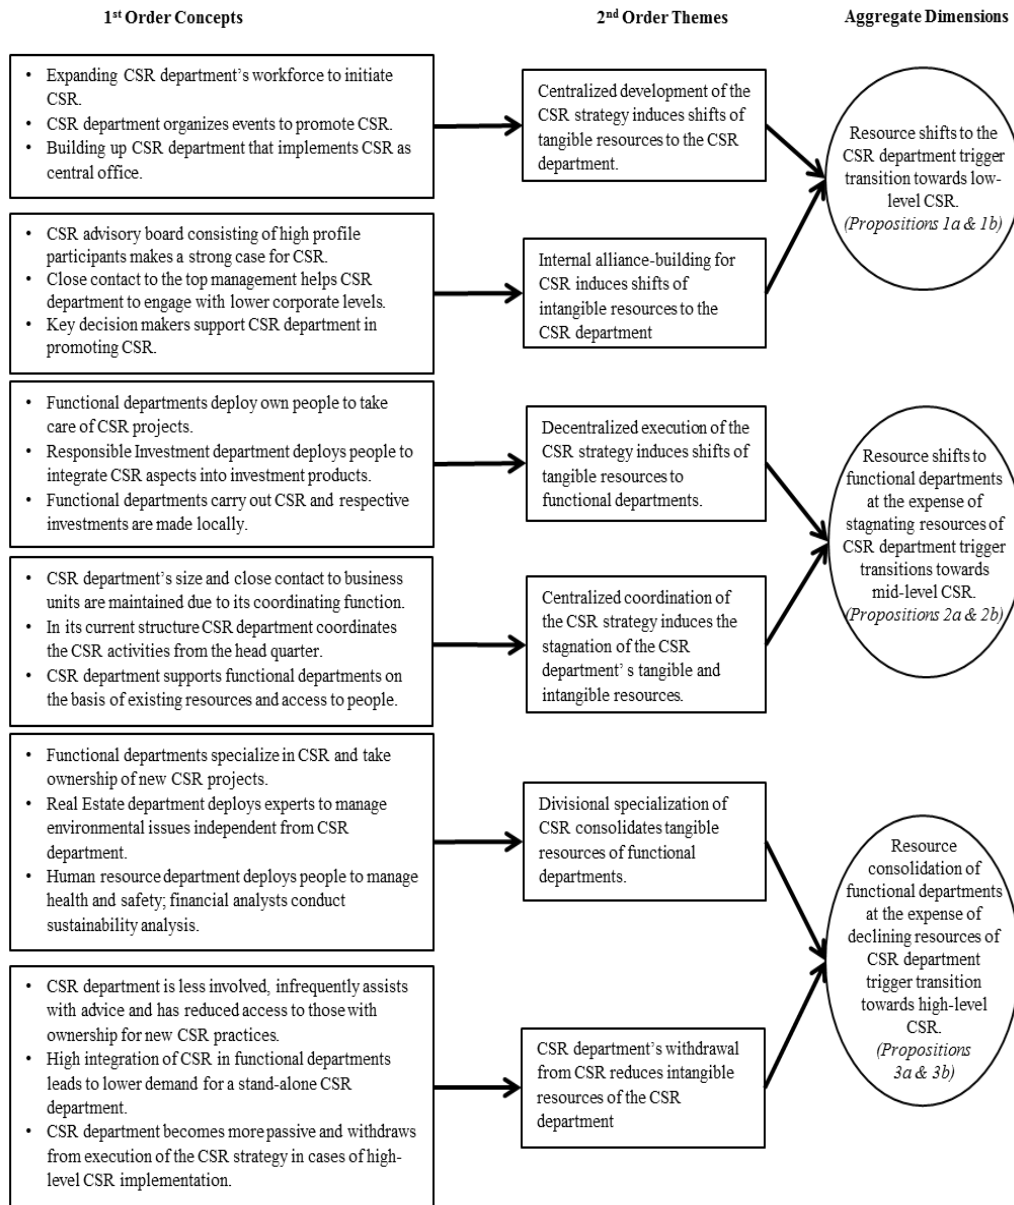 1st Order Concepts
2nd Order Themes
Aggregate Dimensions
• Expanding CSR department's workforce to initiate
CSR.
• CSR department organizes events to promote CSR.
• Building up CSR department that implements CSR as
central office.
Centralized development of the
CSR strategy induces shifts of
tangible resources to the CSR
department.
Resource shifts to the
CSR department trigger
transition towards low-
level CSR.
(Propositions 1a & 1b)
• CSR advisory board consisting of high profile
participants makes a strong case for CSR.
• Close contact to the top management helps CSR
department to engage with lower corporate levels.
• Key decision makers support CSR department in
promoting CSR.
Internal alliance-building for
CSR induces shifts of
intangible resources to the
CSR department
• Functional departments deploy own people to take
care of CSR projects.
• Responsible Investment department deploys people to
integrate CSR aspects into investment products.
• Functional departments carry out CSR and respective
investments are made locally.
Decentralized execution of the
CSR strategy induces shifts of
tangible resources to
functional departments.
Resource shifts to
functional departments
at the expense of
stagnating resources of
CSR department trigger
transitions towards
mid-level CSR.
(Propositions 2a & 2b)
• CSR department's size and close contact to business
units are maintained due to its coordinating function.
• In its current structure CSR department coordinates
the CSR activities from the head quarter.
• CSR department supports functional departments on
the basis of existing resources and access to people.
Centralized coordination of
the CSR strategy induces the
stagnation of the CSR
department' s tangible and
intangible resources.
• Functional departments specialize in CSR and take
ownership of new CSR projects.
• Real Estate department deploys experts to manage
environmental issues independent from CSR
department.
• Human resource department deploys people to manage
health and safety; financial analysts conduct
sustainability analysis.
Divisional specialization of
CSR consolidates tangible
resources of functional
departments.
Resource
consolidation of
functional departments
at the expense of
declining resources of
CSR department
trigger transition
towards high-level
CSR.
(Propositions
3a & 3b)
• CSR department is less involved, infrequently assists
with advice and has reduced access to those with
ownership for new CSR practices.
• High integration of CSR in functional departments
leads to lower demand for a stand-alone CSR
department.
• CSR department becomes more passive and withdraws
from execution of the CSR strategy in cases of high-
level CSR implementation.
CSR department's withdrawal
from CSR reduces intangible
resources of the CSR
department